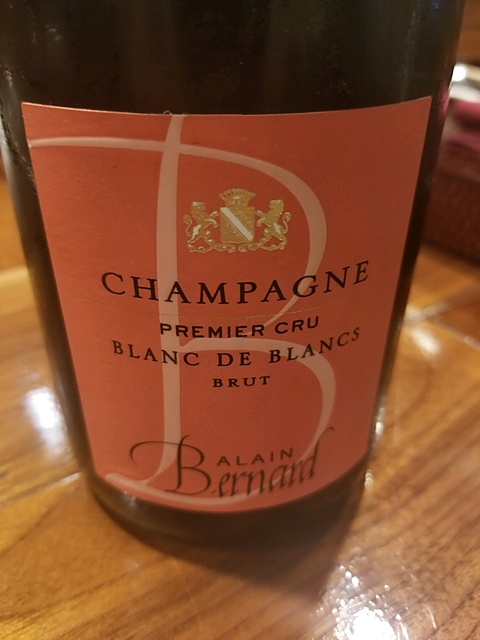 B
CHAMPAGNE
PREMIER CRU
BLANC DE BLANCS
BRUT
ALAIN
Bernard